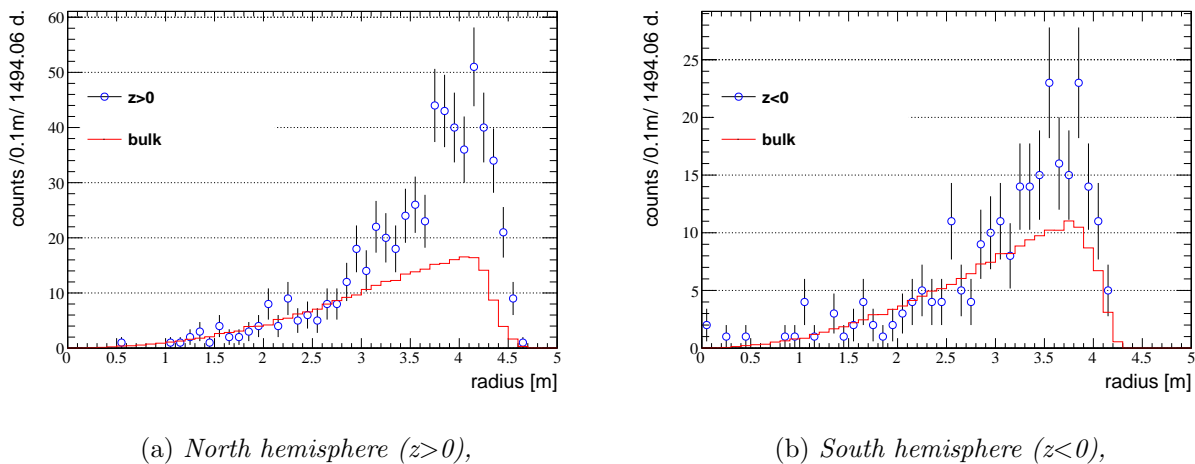 counts /0.1m/ 1494.06 d.
60
50
40
30
20
10
0
z>0
bulk
0 0.5 1 1.5 2 2.5 3 3.5 4 4.5 5
radius [m]
(a) North hemisphere (z>0),
counts /0.1m/ 1494.06 d.
25
20
15
10
5
0
z<0
bulk
0 0.5 1 1.5 2 2.5 3 3.5 4 4.5 5
radius [m]
(b) South hemisphere (z<0),